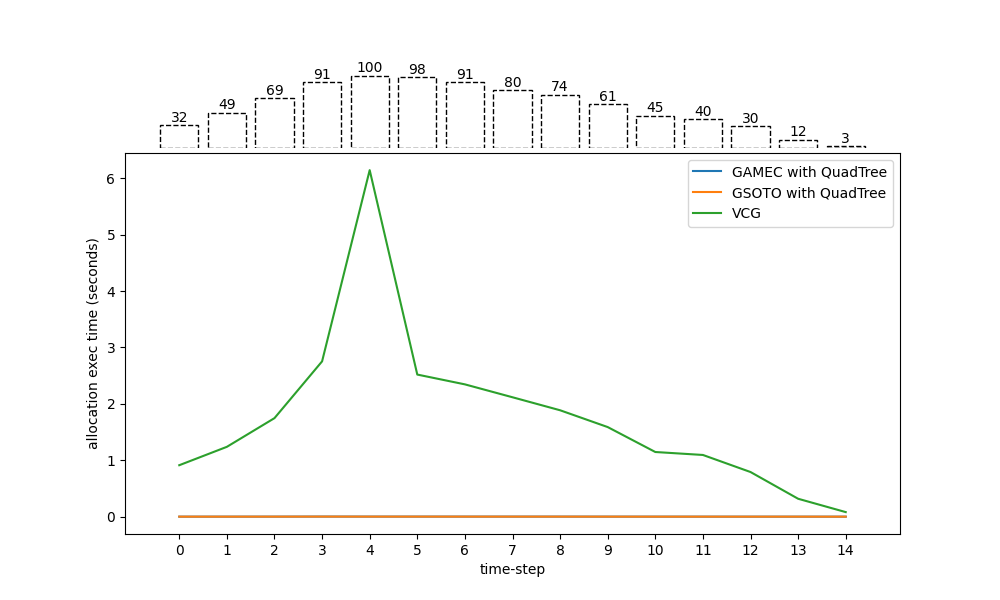 32 49 69 91 100 98 91 80 74 61 45 40 30 12 3
GAMEC with QuadTree
GSOTO with QuadTree
VCG
allocation exec time (seconds)
6
5
4
3
2
1
0
0 1 2 3 4 5 6 7 8 9 10 11 12 13 14
time-step